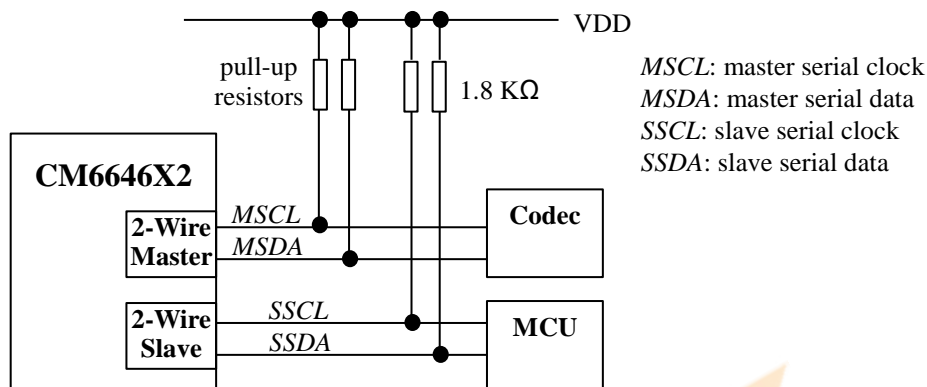 VDD
pull-up
resistors
1.8 KΩ
MSCL: master serial clock
MSDA: master serial data
SSCL: slave serial clock
SSDA: slave serial data
CM6646X2
2-Wire
Master
MSCL
MSDA
Codec
2-Wire
Slave
SSCL
SSDA
MCU